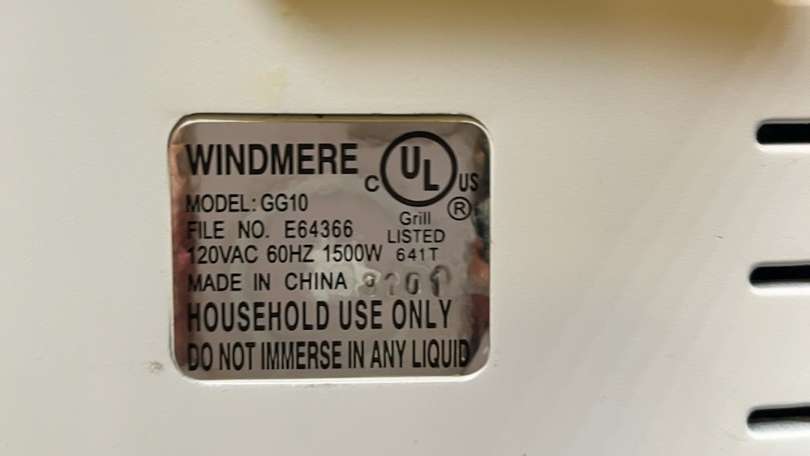 WINDMERE
C UL US ®
MODEL: GG10
FILE NO. E64366
Grill
LISTED
641T
120VAC 60HZ 1500W
MADE IN CHINA
HOUSEHOLD USE ONLY
DO NOT IMMERSE IN ANY LIQUID